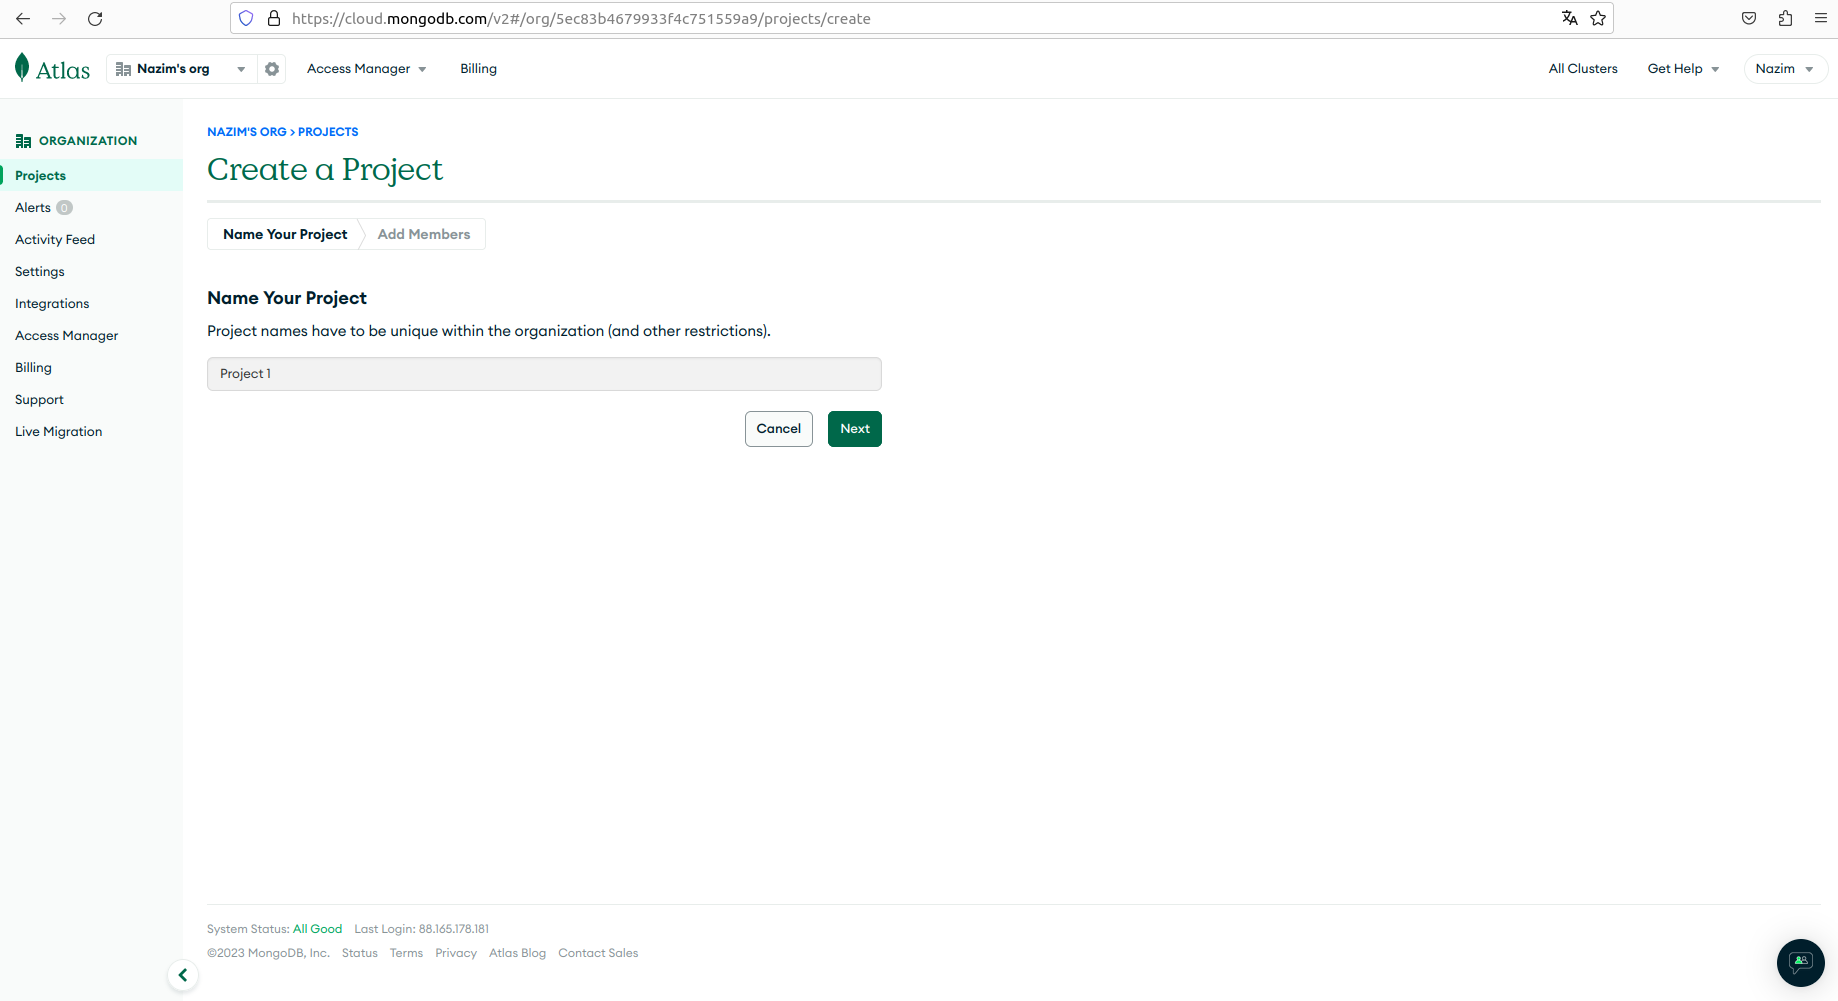 https://cloud.mongodb.com/v2#/org/5ec83b4679933f4c751559a9/projects/create
Atlas Nazim's org Access Manager Billing All Clusters Get Help Nazim
ORGANIZATION
Projects
Alerts 0
Activity Feed
Settings
Integrations
Access Manager
Billing
Support
Live Migration
NAZIM'S ORG > PROJECTS
Create a Project
Name Your Project Add Members
Name Your Project
Project names have to be unique within the organization (and other restrictions).
Project 1
Cancel Next
System Status: All Good Last Login: 88.165.178.181
©2023 MongoDB, Inc. Status Terms Privacy Atlas Blog Contact Sales